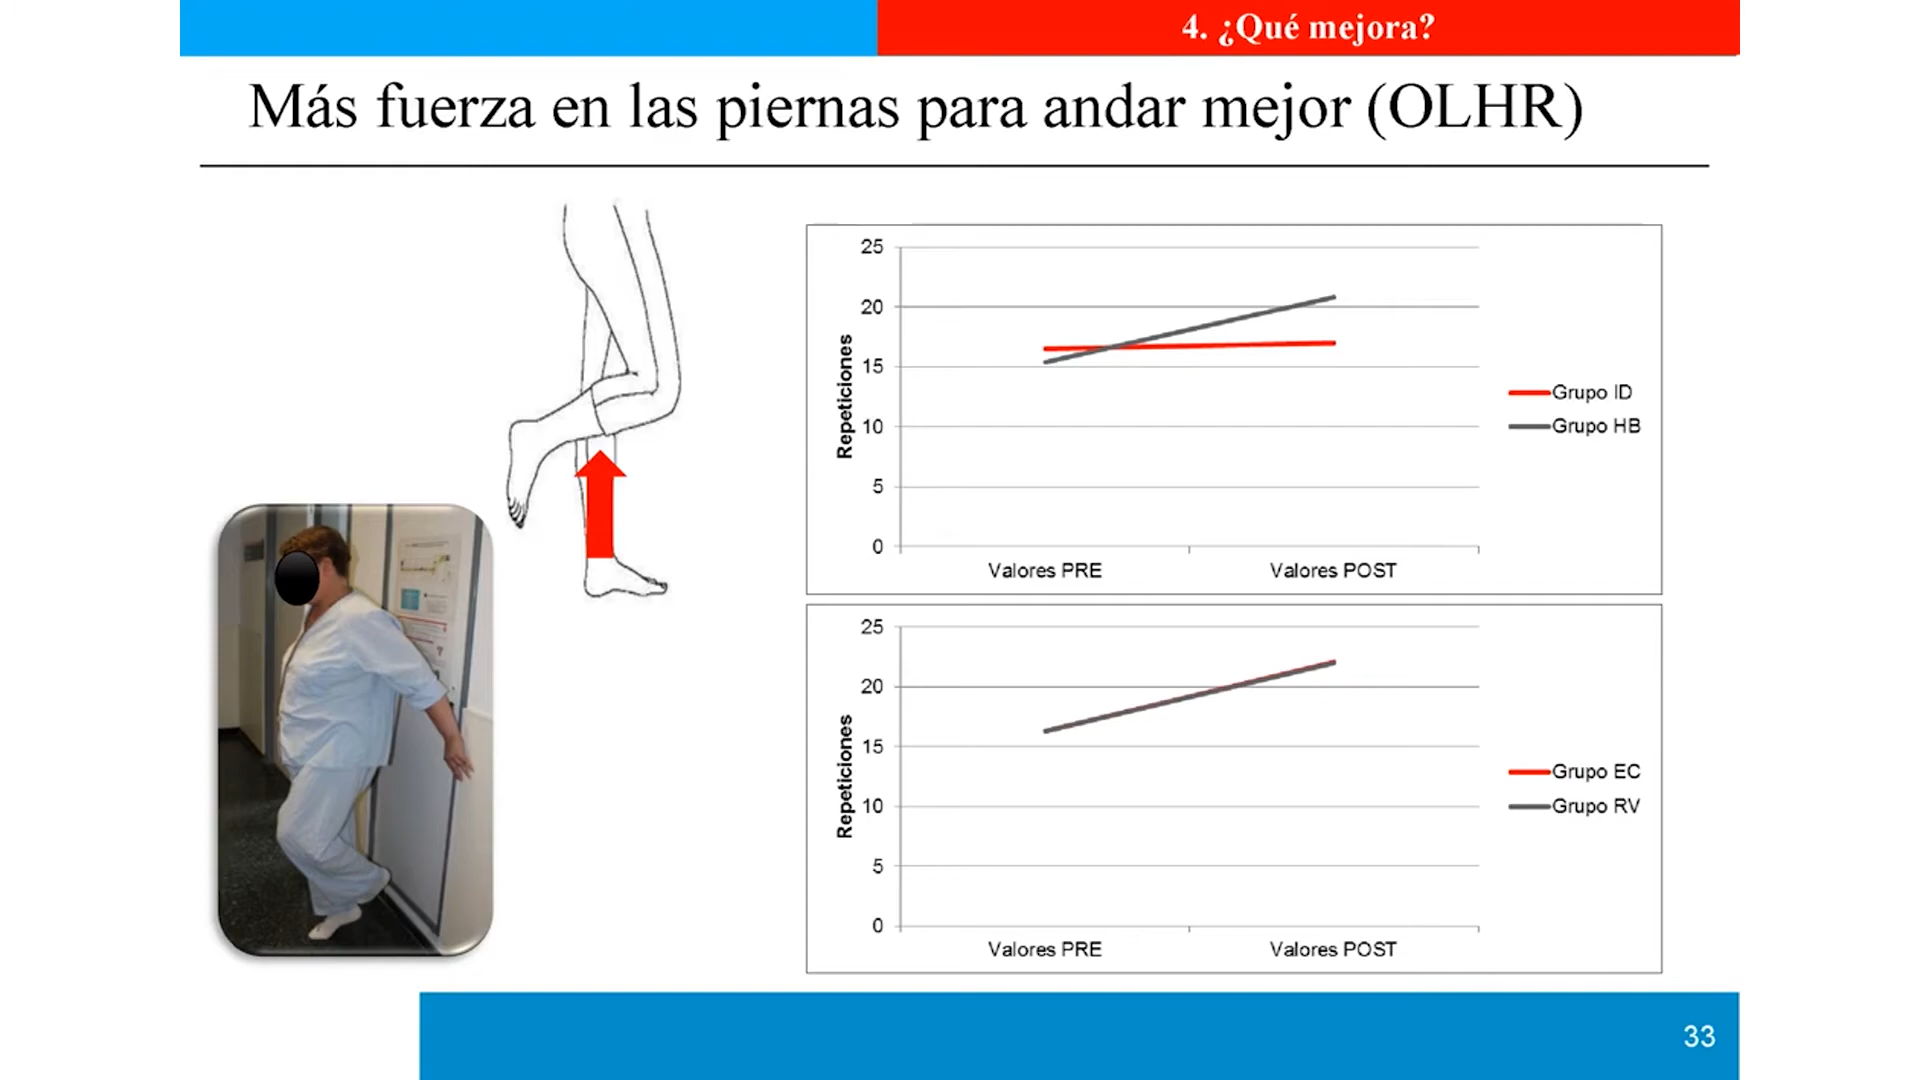 4. ¿Qué mejora?
Más fuerza en las piernas para andar mejor (OLHR)
25
20
15
10
5
0
Repeticiones
Valores PRE
Valores POST
Grupo ID
Grupo HB
25
20
15
10
5
0
Repeticiones
Valores PRE
Valores POST
Grupo EC
Grupo RV
33